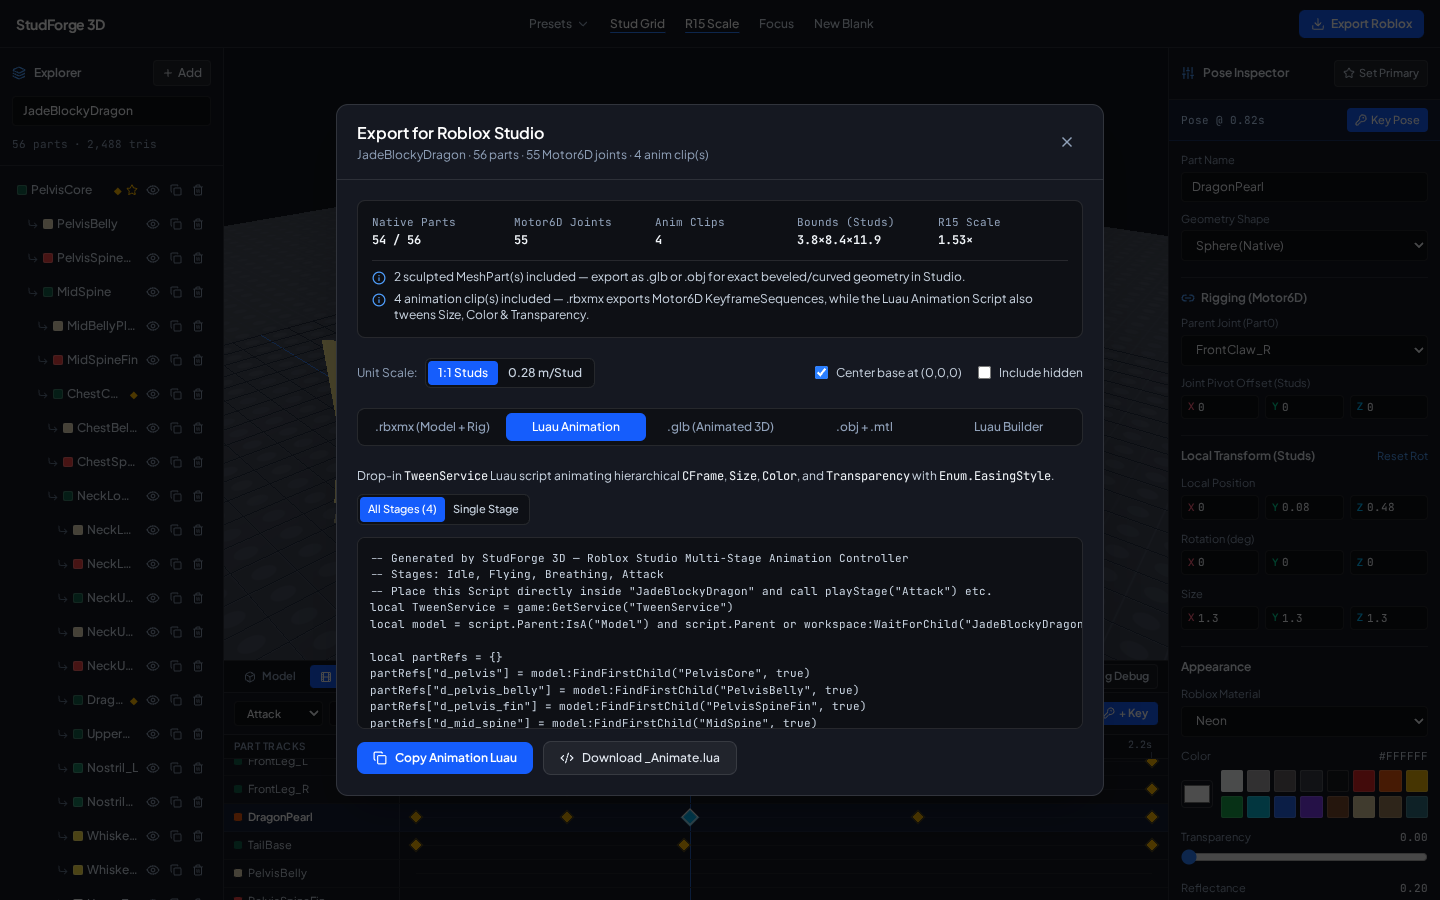 StudForge 3D
Presets
Stud Grid
R15 Scale
Focus
New Blank
Export Roblox
Explorer
Add
JadeBlockyDragon
56 parts · 2,488 tris
PelvisCore
PelvisBelly
PelvisSpine...
MidSpine
MidBellyPl...
MidSpineFin
ChestC...
ChestBel...
ChestSp...
NeckLo...
NeckL...
NeckL...
NeckU...
NeckU...
NeckU...
Drag...
Upper...
Nostril_L
Nostril...
Whiske...
Whiske...
Export for Roblox Studio
JadeBlockyDragon · 56 parts · 55 Motor6D joints · 4 anim clip(s)
Native Parts
54 / 56
Motor6D Joints
55
Anim Clips
4
Bounds (Studs)
3.8×8.4×11.9
R15 Scale
1.53×
2 sculpted MeshPart(s) included — export as .glb or .obj for exact beveled/curved geometry in Studio.
4 animation clip(s) included — .rbxmx exports Motor6D KeyframeSequences, while the Luau Animation Script also
tweens Size, Color & Transparency.
Unit Scale:
1:1 Studs
0.28 m/Stud
Center base at (0,0,0)
Include hidden
.rbxmx (Model + Rig)
Luau Animation
.glb (Animated 3D)
.obj + .mtl
Luau Builder
Drop-in TweenService Luau script animating hierarchical CFrame, Size, Color, and Transparency with Enum.EasingStyle.
All Stages (4)
Single Stage
-- Generated by StudForge 3D — Roblox Studio Multi-Stage Animation Controller
-- Stages: Idle, Flying, Breathing, Attack
-- Place this Script directly inside "JadeBlockyDragon" and call playStage("Attack") etc.
local TweenService = game:GetService("TweenService")
local model = script.Parent:IsA("Model") and script.Parent or workspace:WaitForChild("JadeBlockyDragon
local partRefs = {}
partRefs["d_pelvis"] = model:FindFirstChild("PelvisCore", true)
partRefs["d_pelvis_belly"] = model:FindFirstChild("PelvisBelly", true)
partRefs["d_pelvis_fin"] = model:FindFirstChild("PelvisSpineFin", true)
partRefs["d_mid_spine"] = model:FindFirstChild("MidSpine", true)
Copy Animation Luau
Download _Animate.lua
Model
g Debug
Attack
+ Key
PART TRACKS
2.2s
FrontLeg_L
FrontLeg_R
DragonPearl
TailBase
PelvisBelly
PelvisSpineFin
Pose Inspector
Set Primary
Pose @ 0.82s
Key Pose
Part Name
DragonPearl
Geometry Shape
Sphere (Native)
Rigging (Motor6D)
Parent Joint (Part0)
FrontClaw_R
Joint Pivot Offset (Studs)
X 0
Y 0
Z 0
Local Transform (Studs)
Reset Rot
Local Position
X 0
Y 0.08
Z 0.48
Rotation (deg)
X 0
Y 0
Z 0
Size
X 1.3
Y 1.3
Z 1.3
Appearance
Roblox Material
Neon
Color
#FFFFFF
Transparency
0.00
Reflectance
0.20